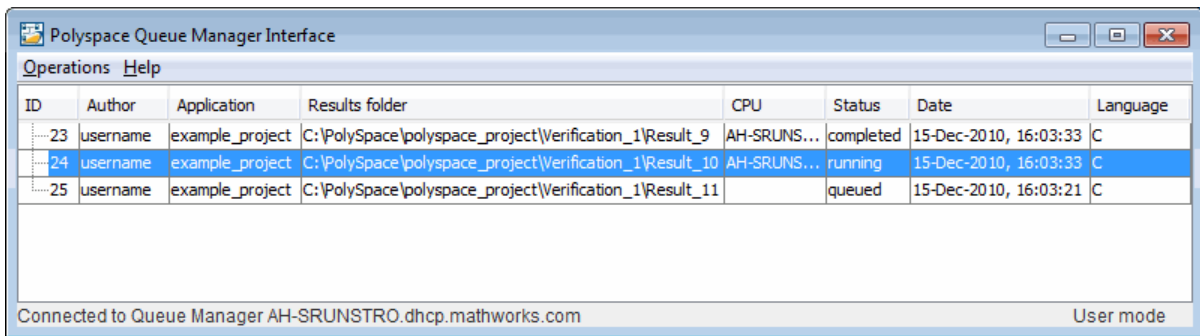 Polyspace Queue Manager Interface
Operations Help
ID Author Application Results folder CPU Status Date Language
23 username example_project C:\PolySpace\polyspace_project\Verification_1\Result_9 AH-SRUNS... completed 15-Dec-2010, 16:03:33 C
24 username example_project C:\PolySpace\polyspace_project\Verification_1\Result_10 AH-SRUNS... running 15-Dec-2010, 16:03:33 C
25 username example_project C:\PolySpace\polyspace_project\Verification_1\Result_11 queued 15-Dec-2010, 16:03:21 C
Connected to Queue Manager AH-SRUNSTRO.dhcp.mathworks.com User mode